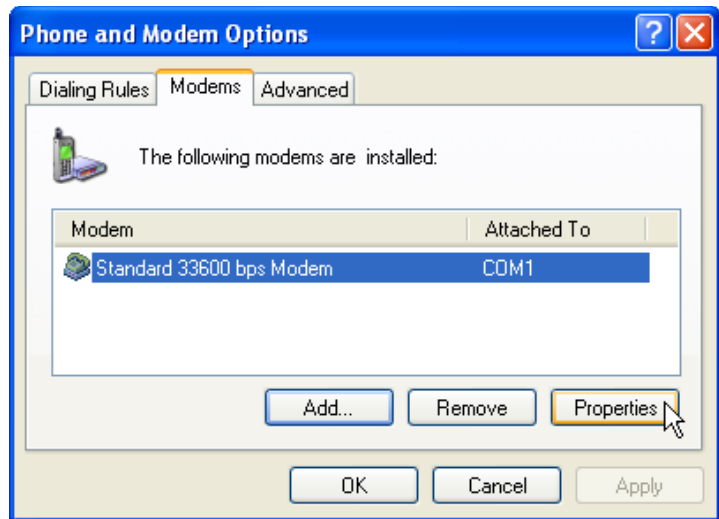 Phone and Modem Options
Dialing Rules Modems Advanced
The following modems are installed:
Modem Attached To
Standard 33600 bps Modem COM1
Add... Remove Properties
OK Cancel Apply